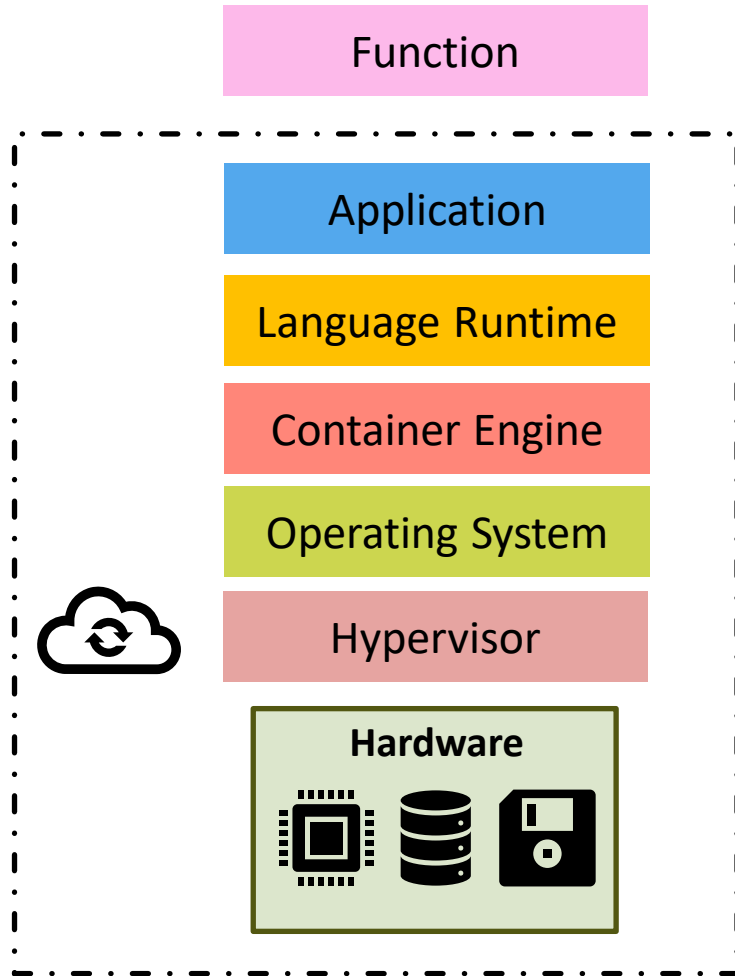 Function
Application
Language Runtime
Container Engine
Operating System
Hypervisor
Hardware